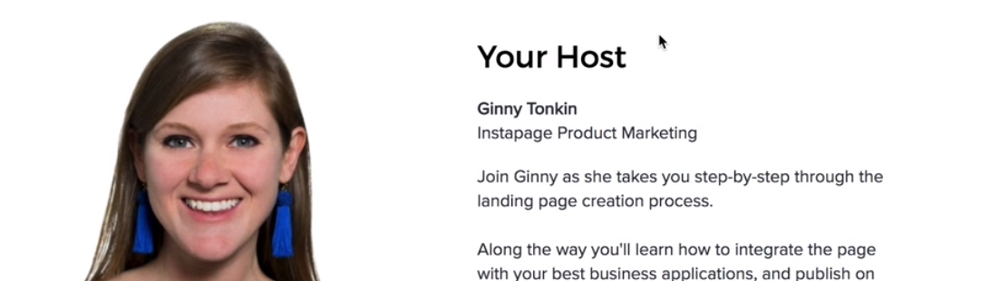 Your Host
Ginny Tonkin
Instapage Product Marketing
Join Ginny as she takes you step-by-step through the
landing page creation process.
Along the way you'll learn how to integrate the page
with your best business applications, and publish on